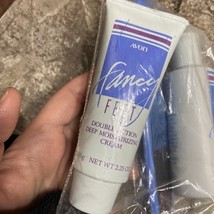 AVON
fancy
FEET
DOUBLE ACTION
DEEP MOISTURIZING
CREAM
NET WT. 2.25 OZ